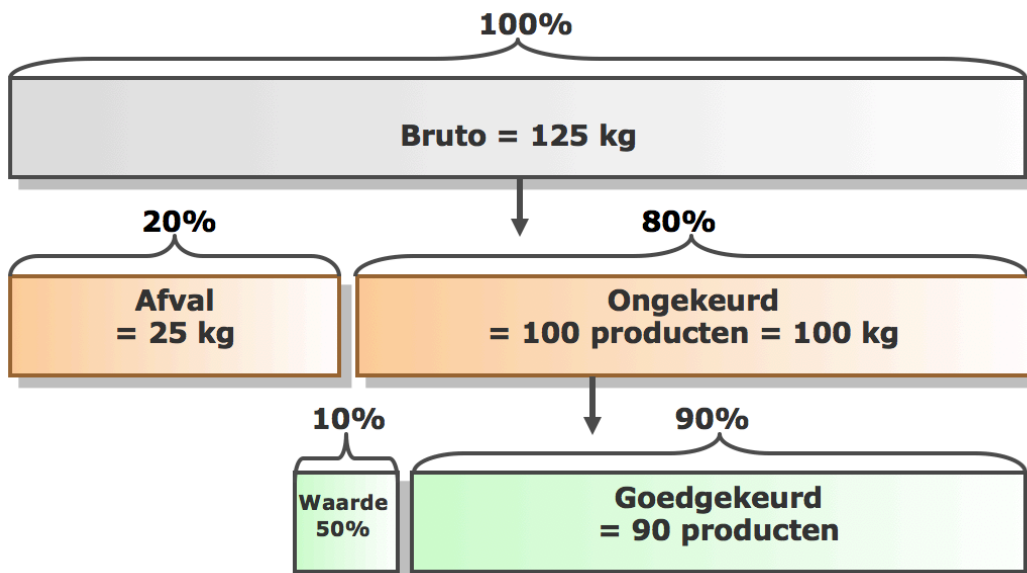 100%
Bruto = 125 kg
20%
80%
Afval
= 25 kg
Ongekeurd
= 100 producten = 100 kg
10%
90%
Waarde
50%
Goedgekeurd
= 90 producten